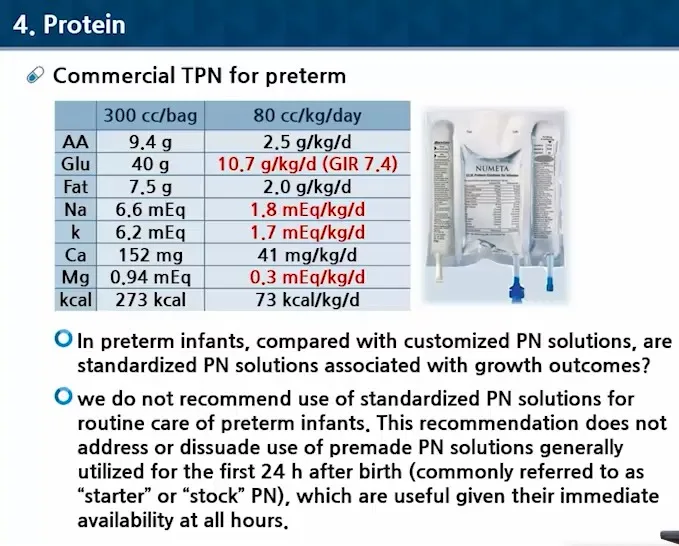 4. Protein
Commercial TPN for preterm
300 cc/bag 80 cc/kg/day
AA 9.4 g 2.5 g/kg/d
Glu 40 g 10.7 g/kg/d (GIR 7.4)
Fat 7.5 g 2.0 g/kg/d
Na 6.6 mEq 1.8 mEq/kg/d
k 6.2 mEq 1.7 mEq/kg/d
Ca 152 mg 41 mg/kg/d
Mg 0.94 mEq 0.3 mEq/kg/d
kcal 273 kcal 73 kcal/kg/d
NUMETA
In preterm infants, compared with customized PN solutions, are
standardized PN solutions associated with growth outcomes?
we do not recommend use of standardized PN solutions for
routine care of preterm infants. This recommendation does not
address or dissuade use of premade PN solutions generally
utilized for the first 24 h after birth (commonly referred to as
“starter” or “stock” PN), which are useful given their immediate
availability at all hours.